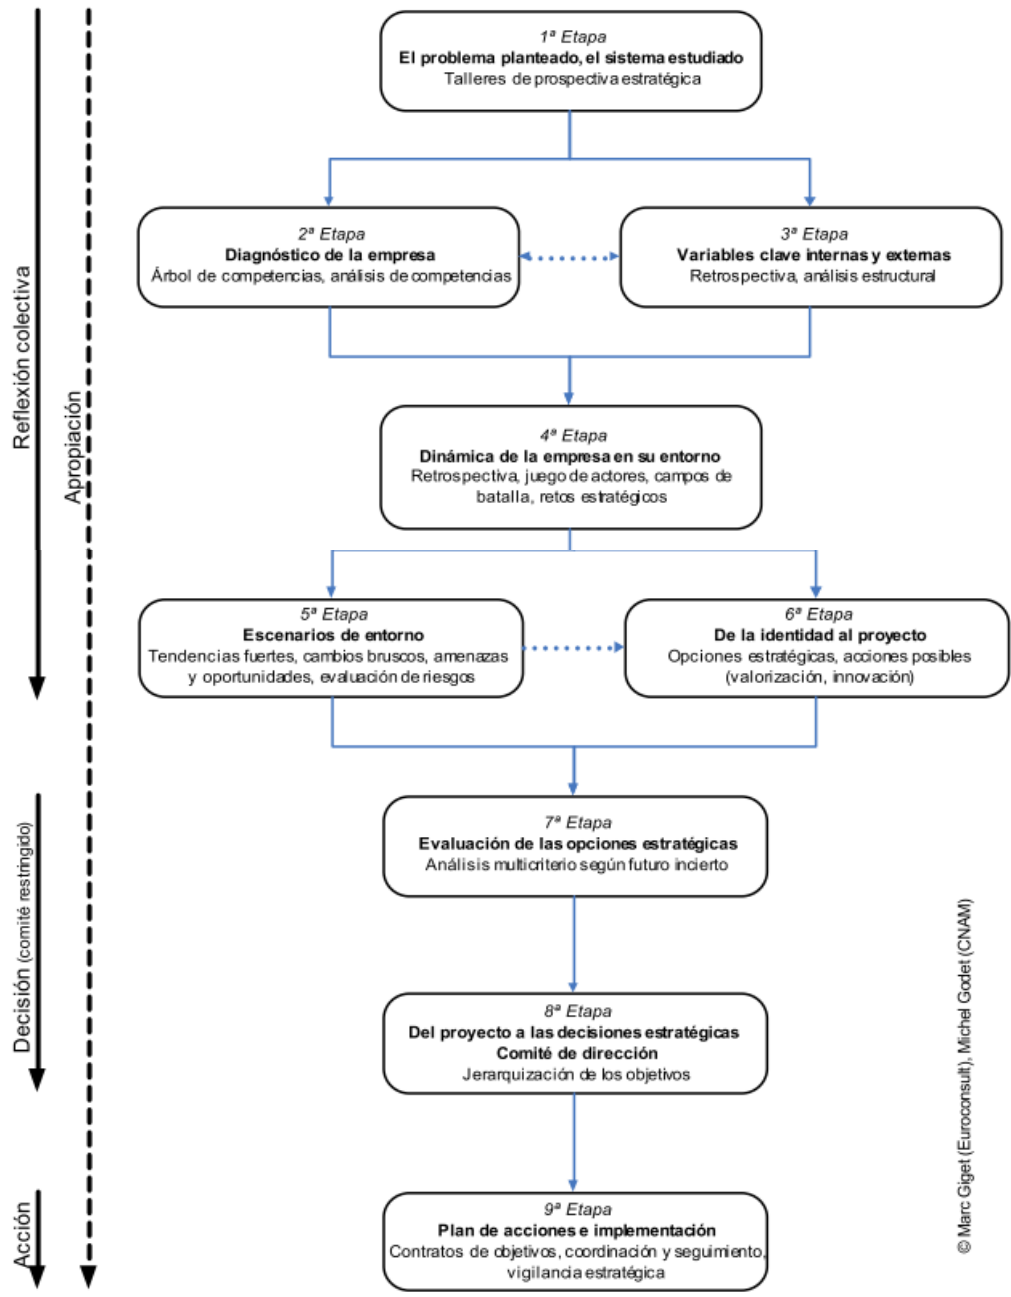 1ª Etapa
El problema planteado, el sistema estudiado
Talleres de prospectiva estratégica
2ª Etapa
Diagnóstico de la empresa
Árbol de competencias, análisis de competencias
3ª Etapa
Variables clave internas y externas
Retrospectiva, análisis estructural
4ª Etapa
Dinámica de la empresa en su entorno
Retrospectiva, juego de actores, campos de
batalla, retos estratégicos
5ª Etapa
Escenarios de entorno
Tendencias fuertes, cambios bruscos, amenazas
y oportunidades, evaluación de riesgos
6ª Etapa
De la identidad al proyecto
Opciones estratégicas, acciones posibles
(valorización, innovación)
7ª Etapa
Evaluación de las opciones estratégicas
Análisis multicriterio según futuro incierto
8ª Etapa
Del proyecto a las decisiones estratégicas
Comité de dirección
Jerarquización de los objetivos
9ª Etapa
Plan de acciones e implementación
Contratos de objetivos, coordinación y seguimiento,
vigilancia estratégica
Reflexión colectiva
Apropiación
Decisión (comité restringido)
Acción
© Marc Giget (Euroconsult), Michel Godet (CNAM)